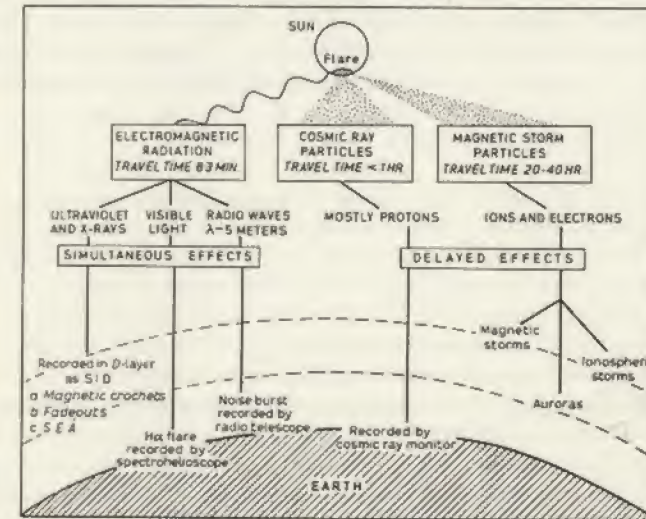 SUN
Flare
ELECTROMAGNETIC
RADIATION
TRAVEL TIME 8·3 MIN.
COSMIC RAY
PARTICLES
TRAVEL TIME < 1HR
MAGNETIC STORM
PARTICLES
TRAVEL TIME 20-40 HR
ULTRAVIOLET
AND X-RAYS
VISIBLE
LIGHT
RADIO WAVES
λ~5 METERS
MOSTLY PROTONS
IONS AND ELECTRONS
SIMULTANEOUS EFFECTS
DELAYED EFFECTS
Magnetic
storms
Ionospheric
storms
Auroras
Recorded in D-layer
as SID
a Magnetic crochets
b Fadeouts
c S E A
Hα flare
recorded by
spectrohelioscope
Noise burst
recorded by
radio telescope
Recorded by
cosmic ray monitor
EARTH